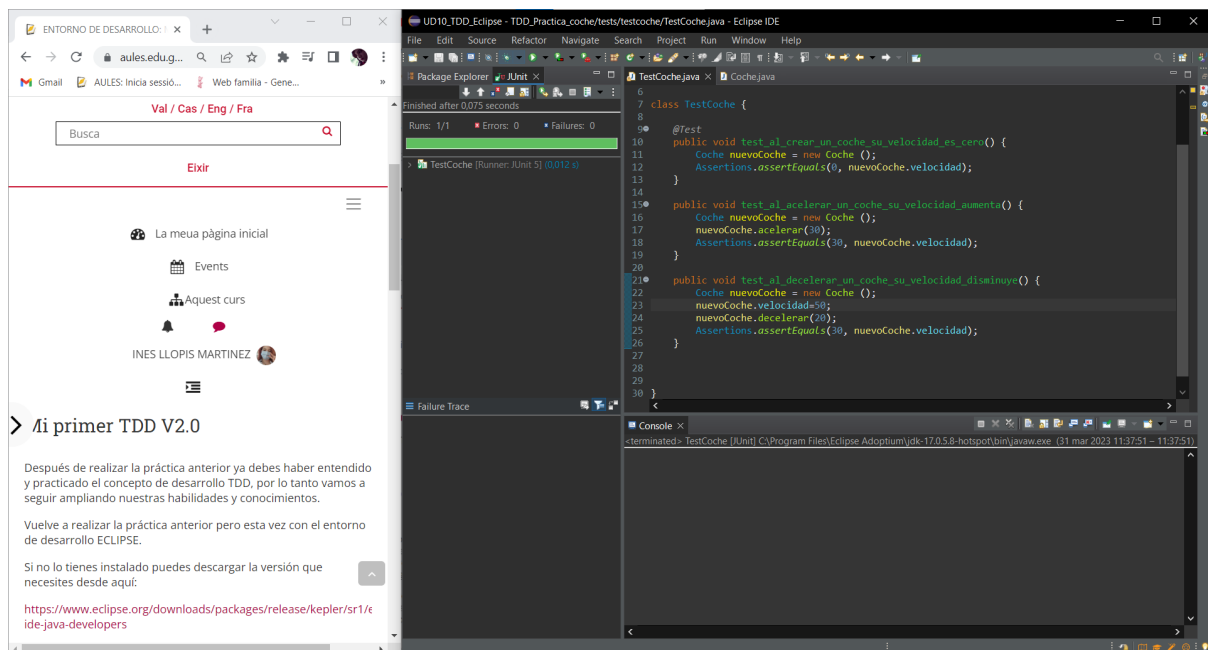 ENTORNO DE DESARROLLO:
aules.edu.g...
Gmail
AULES: Inicia sessió...
Web familia - Gene...
»
Val / Cas / Eng / Fra
Busca
Eixir
La meua pàgina inicial
Events
Aquest curs
INES LLOPIS MARTINEZ
Mi primer TDD V2.0
Después de realizar la práctica anterior ya debes haber entendido
y practicado el concepto de desarrollo TDD, por lo tanto vamos a
seguir ampliando nuestras habilidades y conocimientos.
Vuelve a realizar la práctica anterior pero esta vez con el entorno
de desarrollo ECLIPSE.
Si no lo tienes instalado puedes descargar la versión que
necesites desde aquí:
https://www.eclipse.org/downloads/packages/release/kepler/sr1/e
ide-java-developers
UD10_TDD_Eclipse - TDD_Practica_coche/tests/testcoche/TestCoche.java - Eclipse IDE
File Edit Source Refactor Navigate Search Project Run Window Help
Package Explorer JUnit
Finished after 0,075 seconds
Runs: 1/1 Errors: 0 Failures: 0
TestCoche [Runner: JUnit 5] (0,012 s)
Failure Trace
TestCoche.java Coche.java
6
7 class TestCoche {
8
9 @Test
10 public void test_al_crear_un_coche_su_velocidad_es_cero() {
11 Coche nuevoCoche = new Coche ();
12 Assertions.assertEquals(0, nuevoCoche.velocidad);
13 }
14
15 public void test_al_acelerar_un_coche_su_velocidad_aumenta() {
16 Coche nuevoCoche = new Coche ();
17 nuevoCoche.acelerar(30);
18 Assertions.assertEquals(30, nuevoCoche.velocidad);
19 }
20
21 public void test_al_decelerar_un_coche_su_velocidad_disminuye() {
22 Coche nuevoCoche = new Coche ();
23 nuevoCoche.velocidad=50;
24 nuevoCoche.decelerar(20);
25 Assertions.assertEquals(30, nuevoCoche.velocidad);
26 }
27
28
29
30 }
Console
<terminated> TestCoche [JUnit] C:\Program Files\Eclipse Adoptium\jdk-17.0.5.8-hotspot\bin\javaw.exe (31 mar 2023 11:37:51 – 11:37:51)